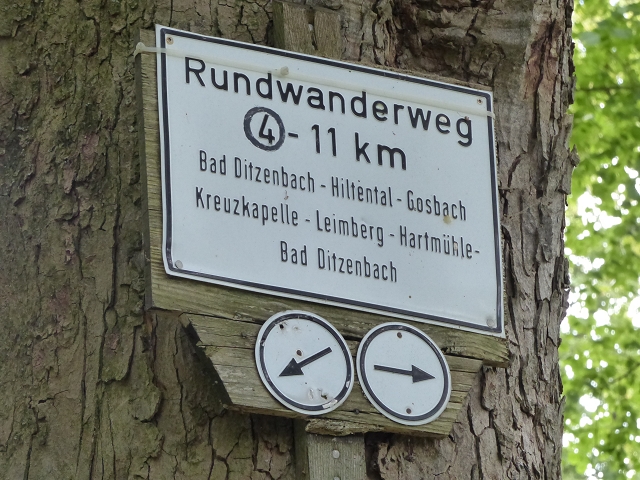 Rundwanderweg
4 - 11 km
Bad Ditzenbach - Hiltental - Gosbach
Kreuzkapelle - Leimberg - Hartmühle-
Bad Ditzenbach